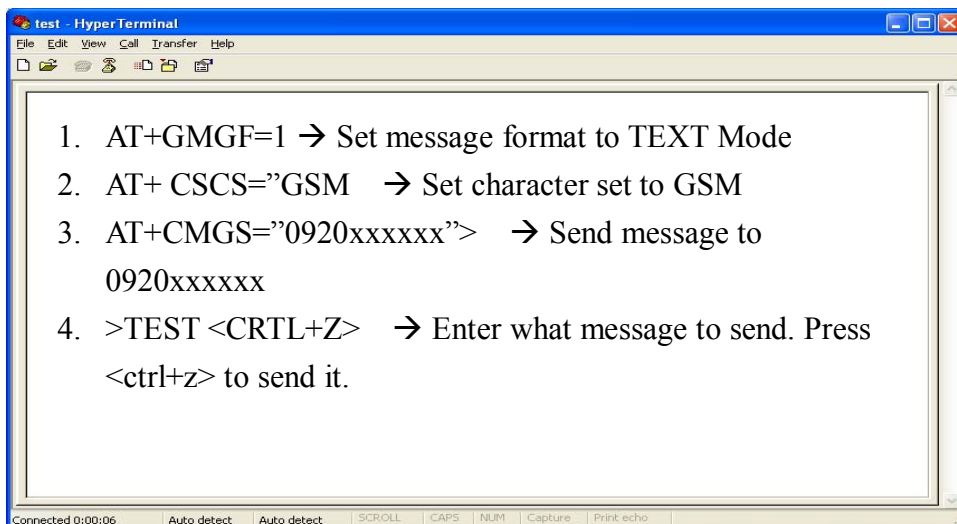 test - HyperTerminal
File Edit View Call Transfer Help
1. AT+GMGF=1 → Set message format to TEXT Mode
2. AT+ CSCS=”GSM → Set character set to GSM
3. AT+CMGS=”0920xxxxxx”> → Send message to
0920xxxxxx
4. >TEST <CRTL+Z> → Enter what message to send. Press
<ctrl+z> to send it.
Connected 0:00:06 Auto detect Auto detect SCROLL CAPS NUM Capture Print echo